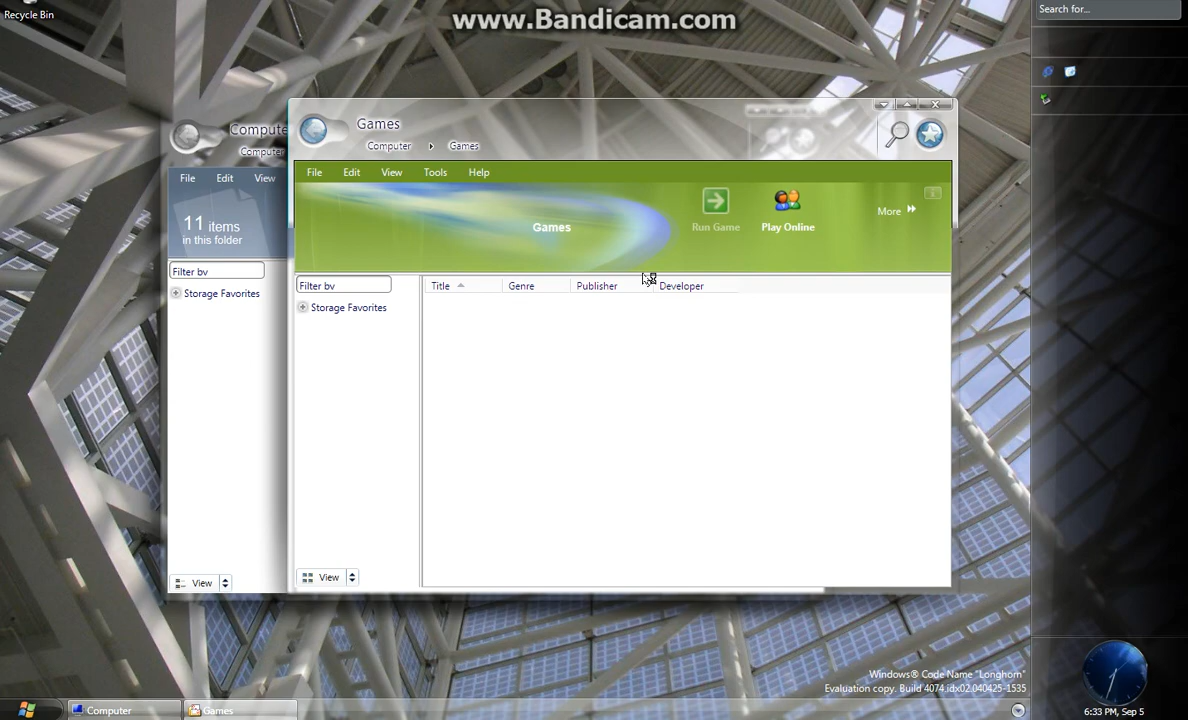 Recycle Bin
www.Bandicam.com
Search for...
Computer
Games
Computer
Computer
Games
File
Edit
View
Tools
Help
File
Edit
View
11 items
in this folder
Games
Run Game
Play Online
More
Filter by
Storage Favorites
Filter by
Storage Favorites
Title
Genre
Publisher
Developer
View
View
Windows® Code Name "Longhorn"
Evaluation copy. Build 4074.idx02.040425-1535
Computer
Games
6:33 PM, Sep 5